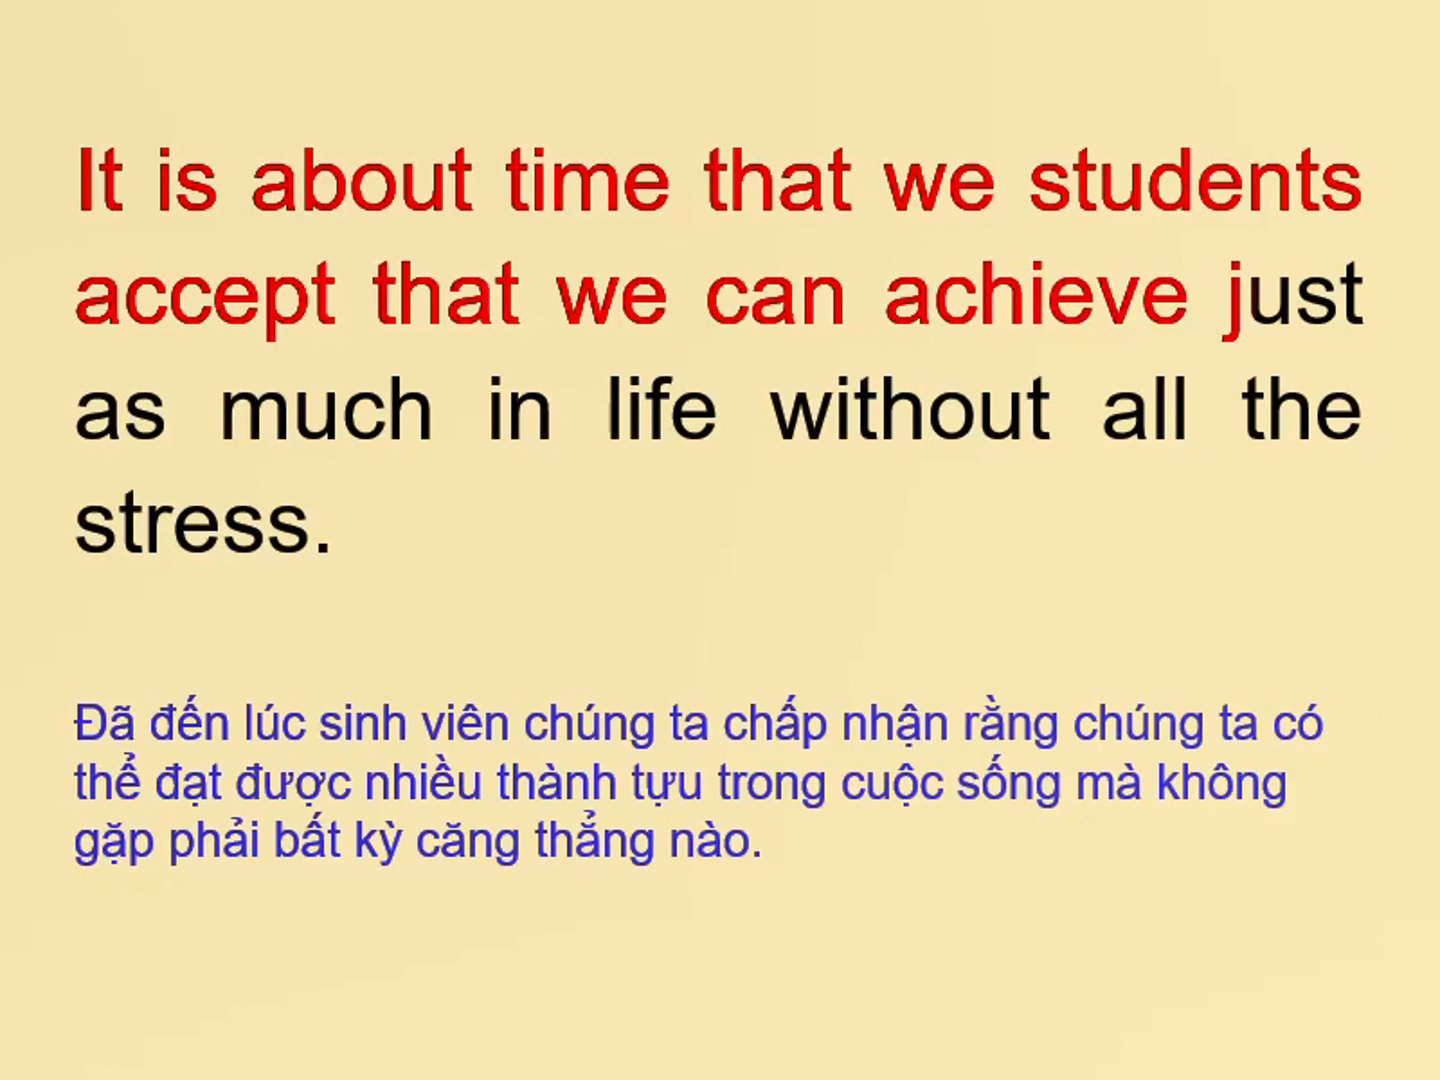 It is about time that we students
accept that we can achieve just
as much in life without all the
stress.
Đã đến lúc sinh viên chúng ta chấp nhận rằng chúng ta có
thể đạt được nhiều thành tựu trong cuộc sống mà không
gặp phải bất kỳ căng thẳng nào.